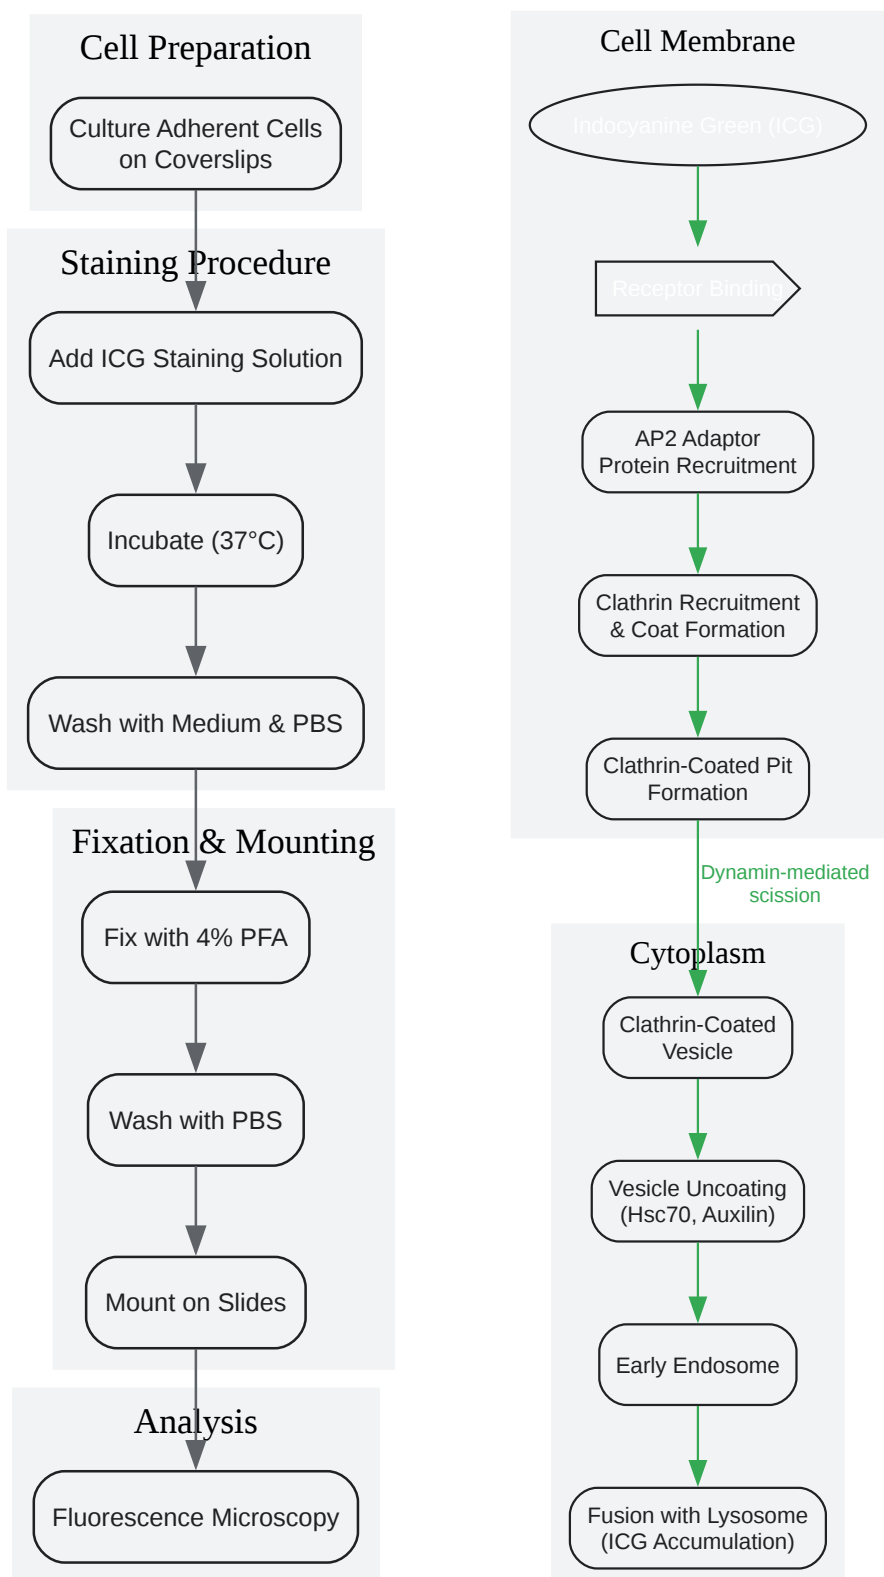 Cell Preparation
Culture Adherent Cells
on Coverslips
Staining Procedure
Add ICG Staining Solution
Incubate (37°C)
Wash with Medium & PBS
Fixation & Mounting
Fix with 4% PFA
Wash with PBS
Mount on Slides
Analysis
Fluorescence Microscopy
Cell Membrane
Indocyanine Green (ICG)
Receptor Binding
AP2 Adaptor
Protein Recruitment
Clathrin Recruitment
& Coat Formation
Clathrin-Coated Pit
Formation
Dynamin-mediated
scission
Cytoplasm
Clathrin-Coated
Vesicle
Vesicle Uncoating
(Hsc70, Auxilin)
Early Endosome
Fusion with Lysosome
(ICG Accumulation)